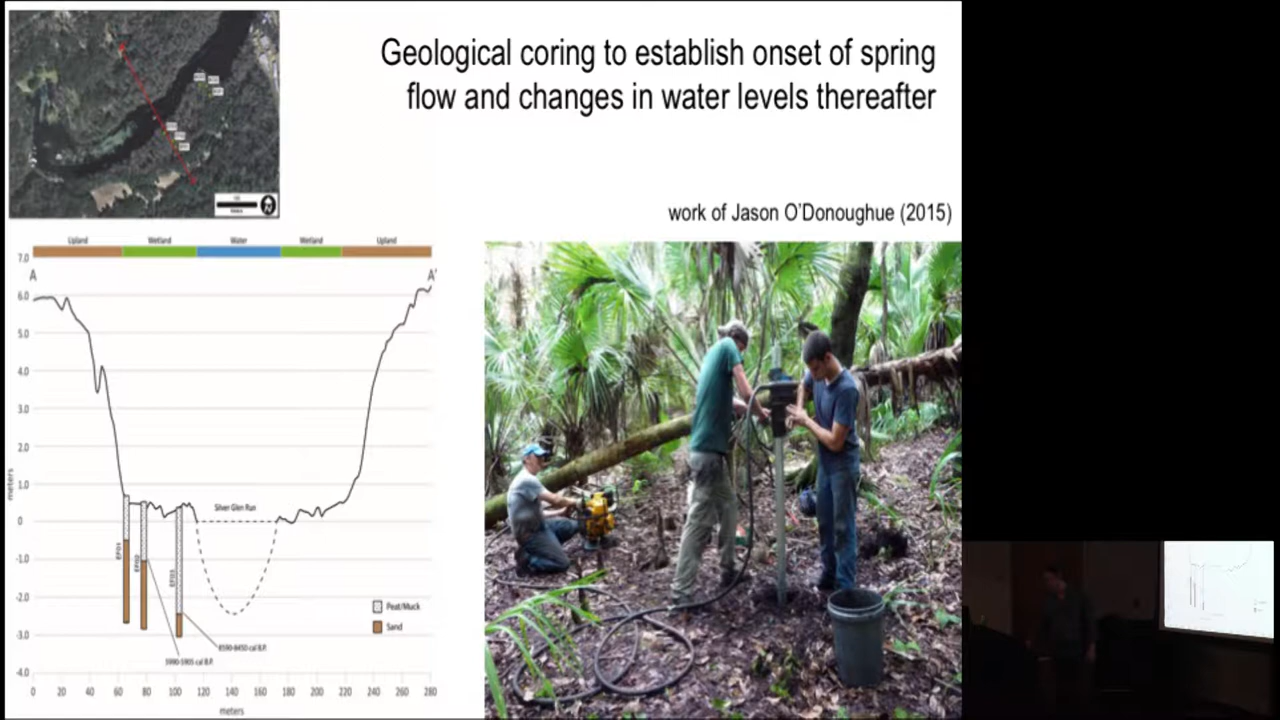 Geological coring to establish onset of spring
flow and changes in water levels thereafter
work of Jason O'Donoughue (2015)
Upland Wetland Water Wetland Upland
7.0
A A'
6.0
5.0
4.0
3.0
2.0
1.0
0
-1.0
-2.0
-3.0
-4.0
meters
Silver Glen Run
Peat/Muck
Sand
8590-8450 cal B.P.
5990-5905 cal B.P.
0 20 40 60 80 100 120 140 160 180 200 220 240 260 280
meters